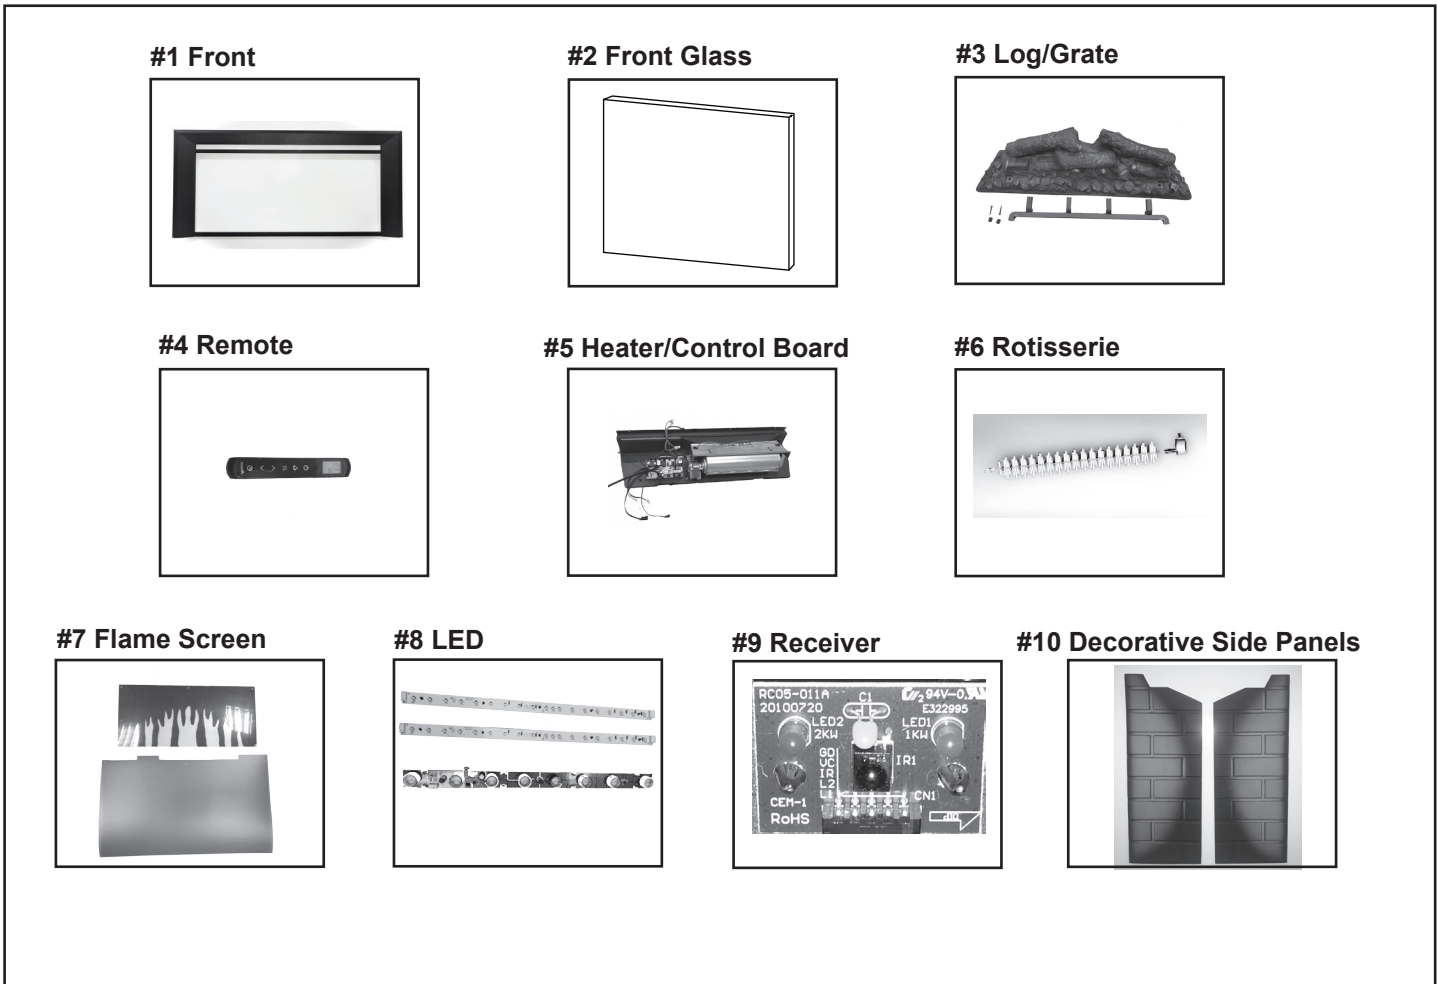 #1 Front
#2 Front Glass
#3 Log/Grate
#4 Remote
#5 Heater/Control Board
#6 Rotisserie
#7 Flame Screen
#8 LED
#9 Receiver
#10 Decorative Side Panels
RC05-011A
20100720
C1
94V-0
E322995
LED2
2KW
LED1
1KW
GD
VC
IR
L2
L1
IR1
CN1
CEM-1
RoHS
DIP